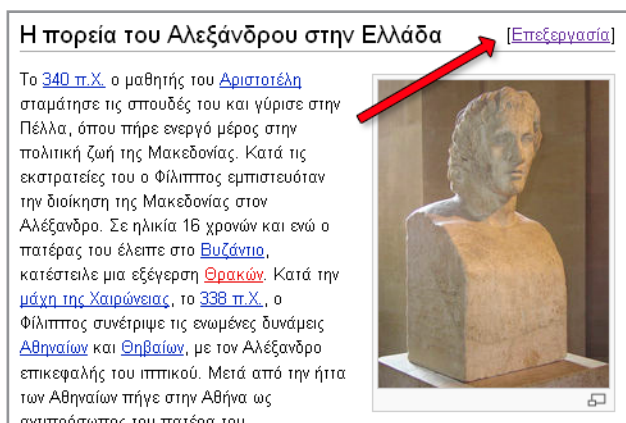 Η πορεία του Αλεξάνδρου στην Ελλάδα [Επεξεργασία]
Το 340 π.Χ. ο μαθητής του Αριστοτέλη
σταμάτησε τις σπουδές του και γύρισε στην
Πέλλα, όπου πήρε ενεργό μέρος στην
πολιτική ζωή της Μακεδονίας. Κατά τις
εκστρατείες του ο Φίλιππος εμπιστευόταν
την διοίκηση της Μακεδονίας στον
Αλέξανδρο. Σε ηλικία 16 χρονών και ενώ ο
πατέρας του έλειπε στο Βυζάντιο,
κατέστειλε μια εξέγερση Θρακών. Κατά την
μάχη της Χαιρώνειας, το 338 π.Χ., ο
Φίλιππος συνέτριψε τις ενωμένες δυνάμεις
Αθηναίων και Θηβαίων, με τον Αλέξανδρο
επικεφαλής του ιππικού. Μετά από την ήττα
των Αθηναίων πήγε στην Αθήνα ως
αντιπρόσωπος του πατέρα του